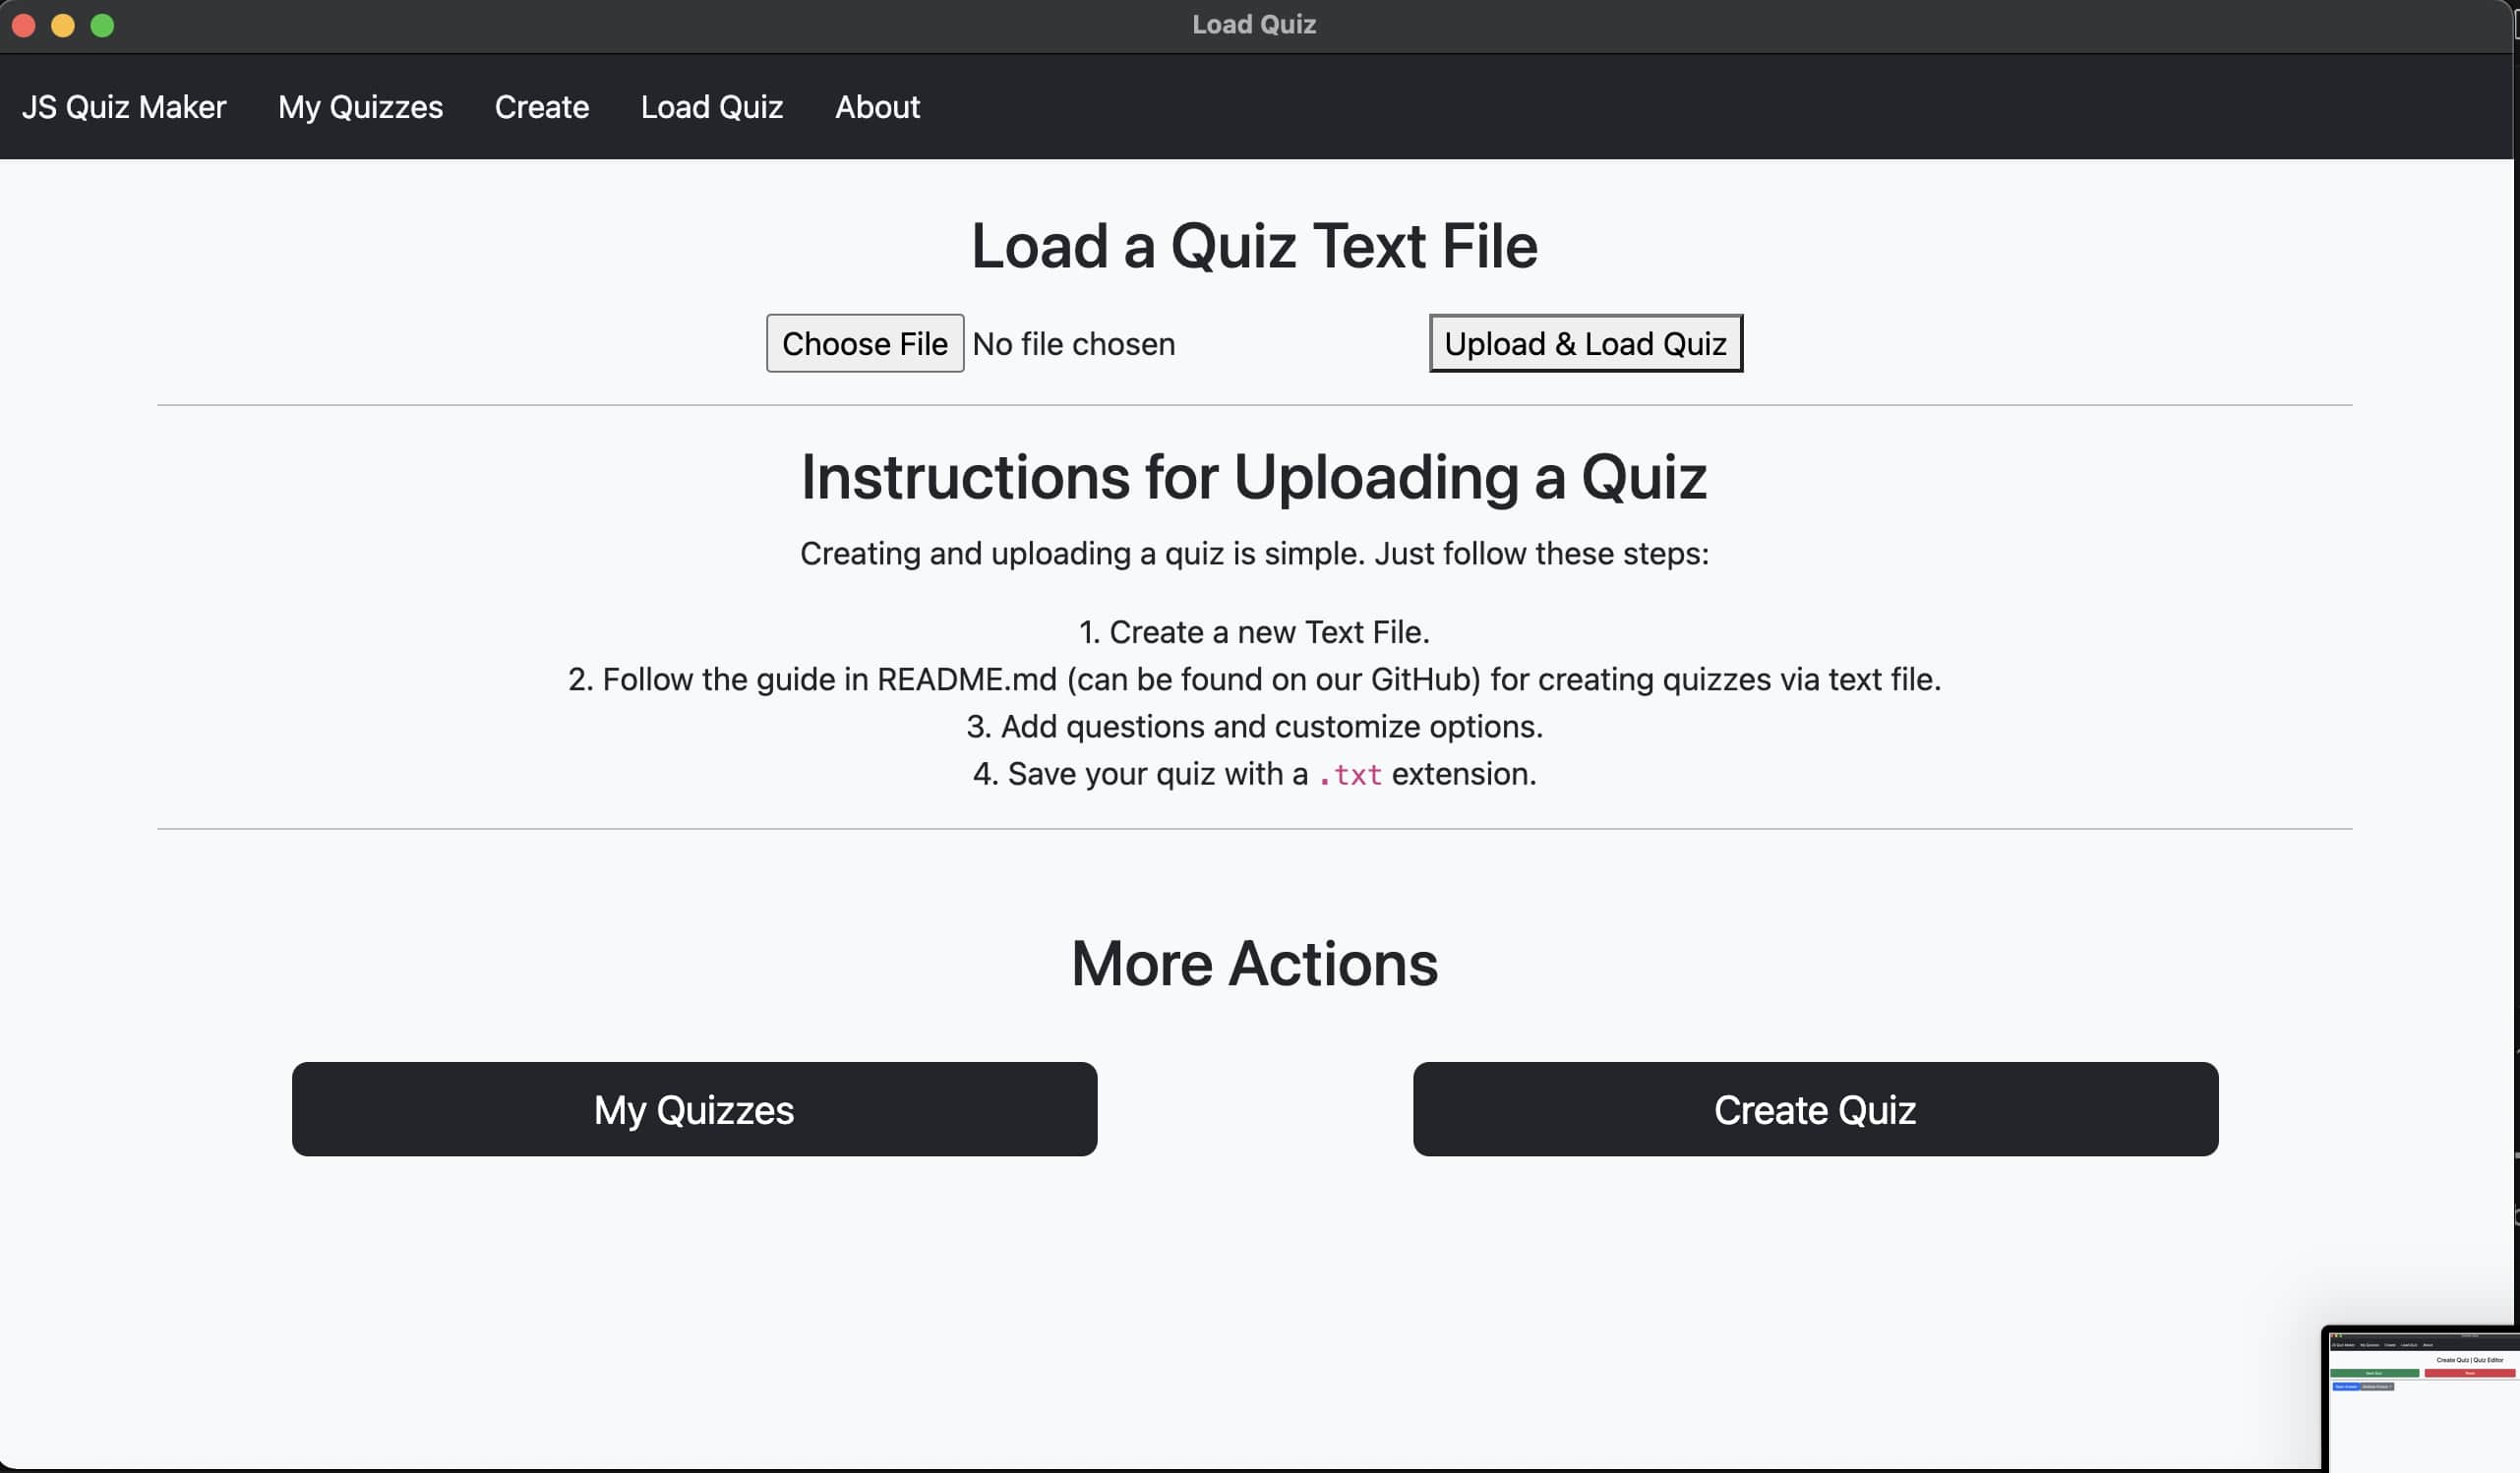 Load Quiz
JS Quiz Maker My Quizzes Create Load Quiz About
Load a Quiz Text File
Choose File No file chosen Upload & Load Quiz
Instructions for Uploading a Quiz
Creating and uploading a quiz is simple. Just follow these steps:
1. Create a new Text File.
2. Follow the guide in README.md (can be found on our GitHub) for creating quizzes via text file.
3. Add questions and customize options.
4. Save your quiz with a .txt extension.
More Actions
My Quizzes Create Quiz
Create Quiz | Quiz Editor